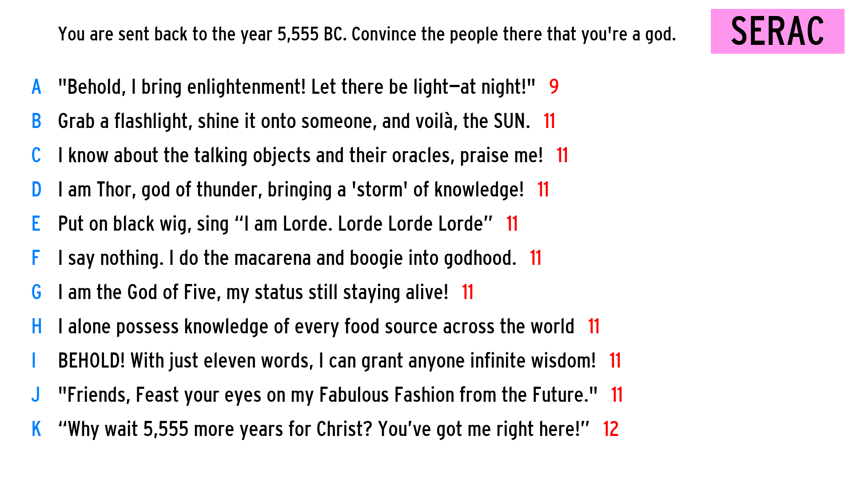 You are sent back to the year 5,555 BC. Convince the people there that you're a god.
SERAC
A "Behold, I bring enlightenment! Let there be light—at night!" 9
B Grab a flashlight, shine it onto someone, and voilà, the SUN. 11
C I know about the talking objects and their oracles, praise me! 11
D I am Thor, god of thunder, bringing a 'storm' of knowledge! 11
E Put on black wig, sing “I am Lorde. Lorde Lorde Lorde” 11
F I say nothing. I do the macarena and boogie into godhood. 11
G I am the God of Five, my status still staying alive! 11
H I alone possess knowledge of every food source across the world 11
I BEHOLD! With just eleven words, I can grant anyone infinite wisdom! 11
J "Friends, Feast your eyes on my Fabulous Fashion from the Future." 11
K “Why wait 5,555 more years for Christ? You’ve got me right here!” 12